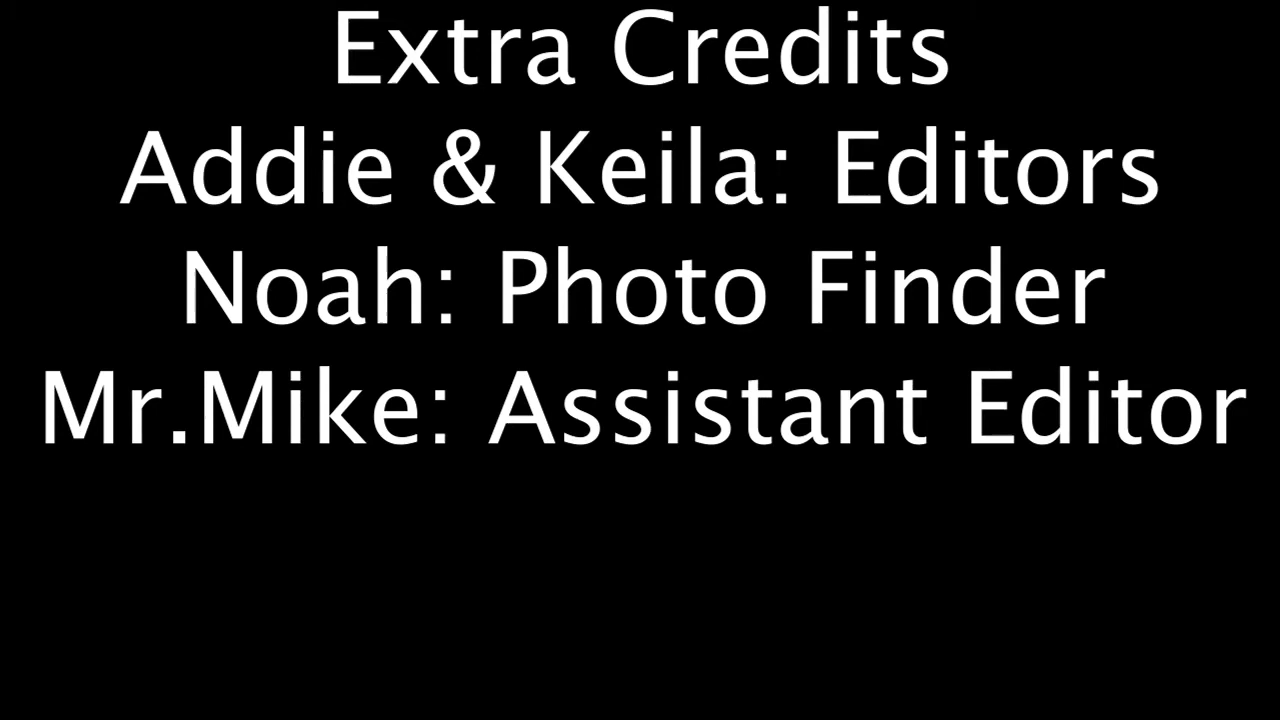 Extra Credits
Addie & Keila: Editors
Noah: Photo Finder
Mr.Mike: Assistant Editor